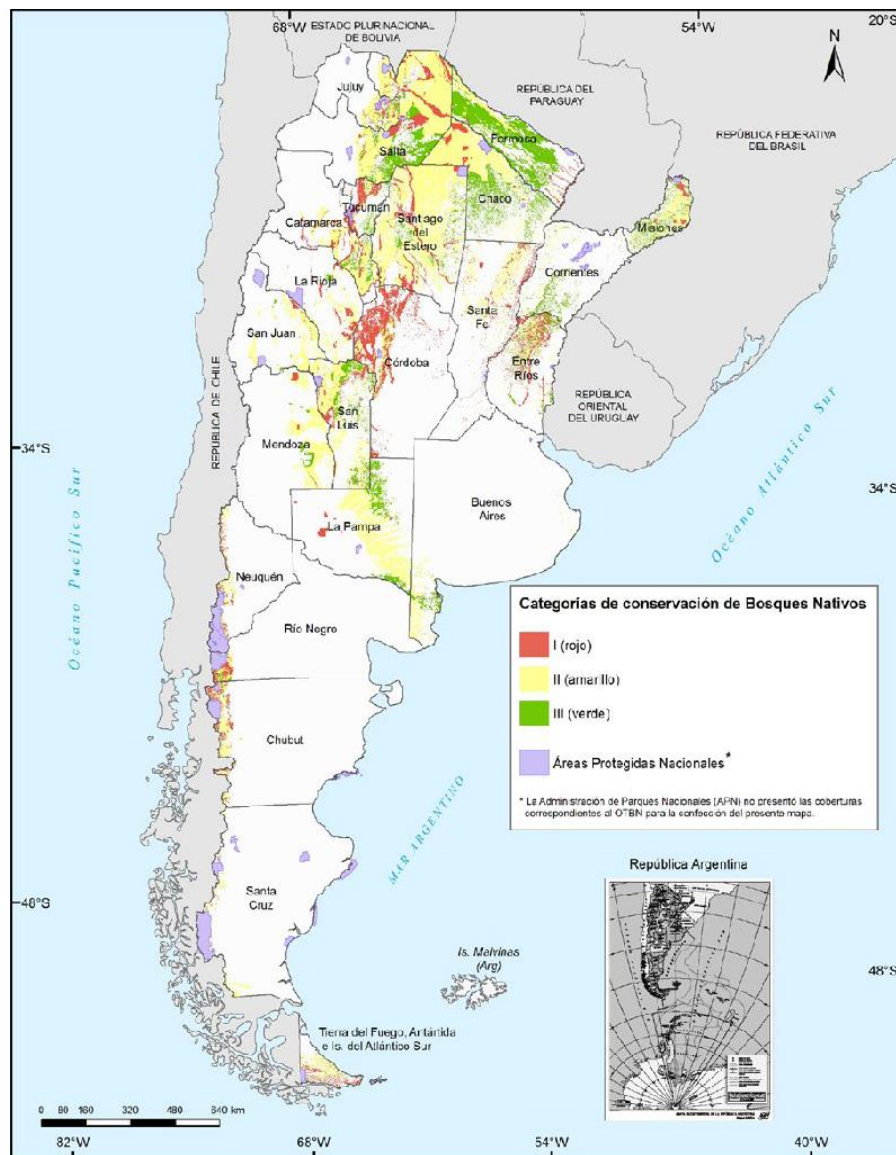 68°W
54°W
20°S
ESTADO PLURINACIONAL
DE BOLIVIA
N
Jujuy
REPÚBLICA DEL
PARAGUAY
REPÚBLICA FEDERATIVA
DEL BRASIL
Salta
Formosa
Chaco
Tucumán
Catamarca
Santiago
del
Estejo
Misiones
Corrientes
La Rioja
Santa
Fe
San Juan
Córdoba
Entre
Ríos
REPÚBLICA
ORIENTAL
DEL URUGUAY
REPÚBLICA DE CHILE
San
Luis
Mendoza
34°S
34°S
Océano Atlántico Sur
Océano Pacífico Sur
Buenos
Aires
La Pampa
Neuquén
Río Negro
Chubut
MAR ARGENTINO
Santa
Cruz
48°S
48°S
Is. Malvinas
(Arg)
Tierra del Fuego, Antártida
e Is. del Atlántico Sur
Categorías de conservación de Bosques Nativos
I (rojo)
II (amarillo)
III (verde)
Áreas Protegidas Nacionales*
* La Administración de Parques Nacionales (APN) no presentó las coberturas
correspondientes al OTBN para la confección del presente mapa.
República Argentina
0 80 160 320 480 640 km
82°W
68°W
54°W
40°W